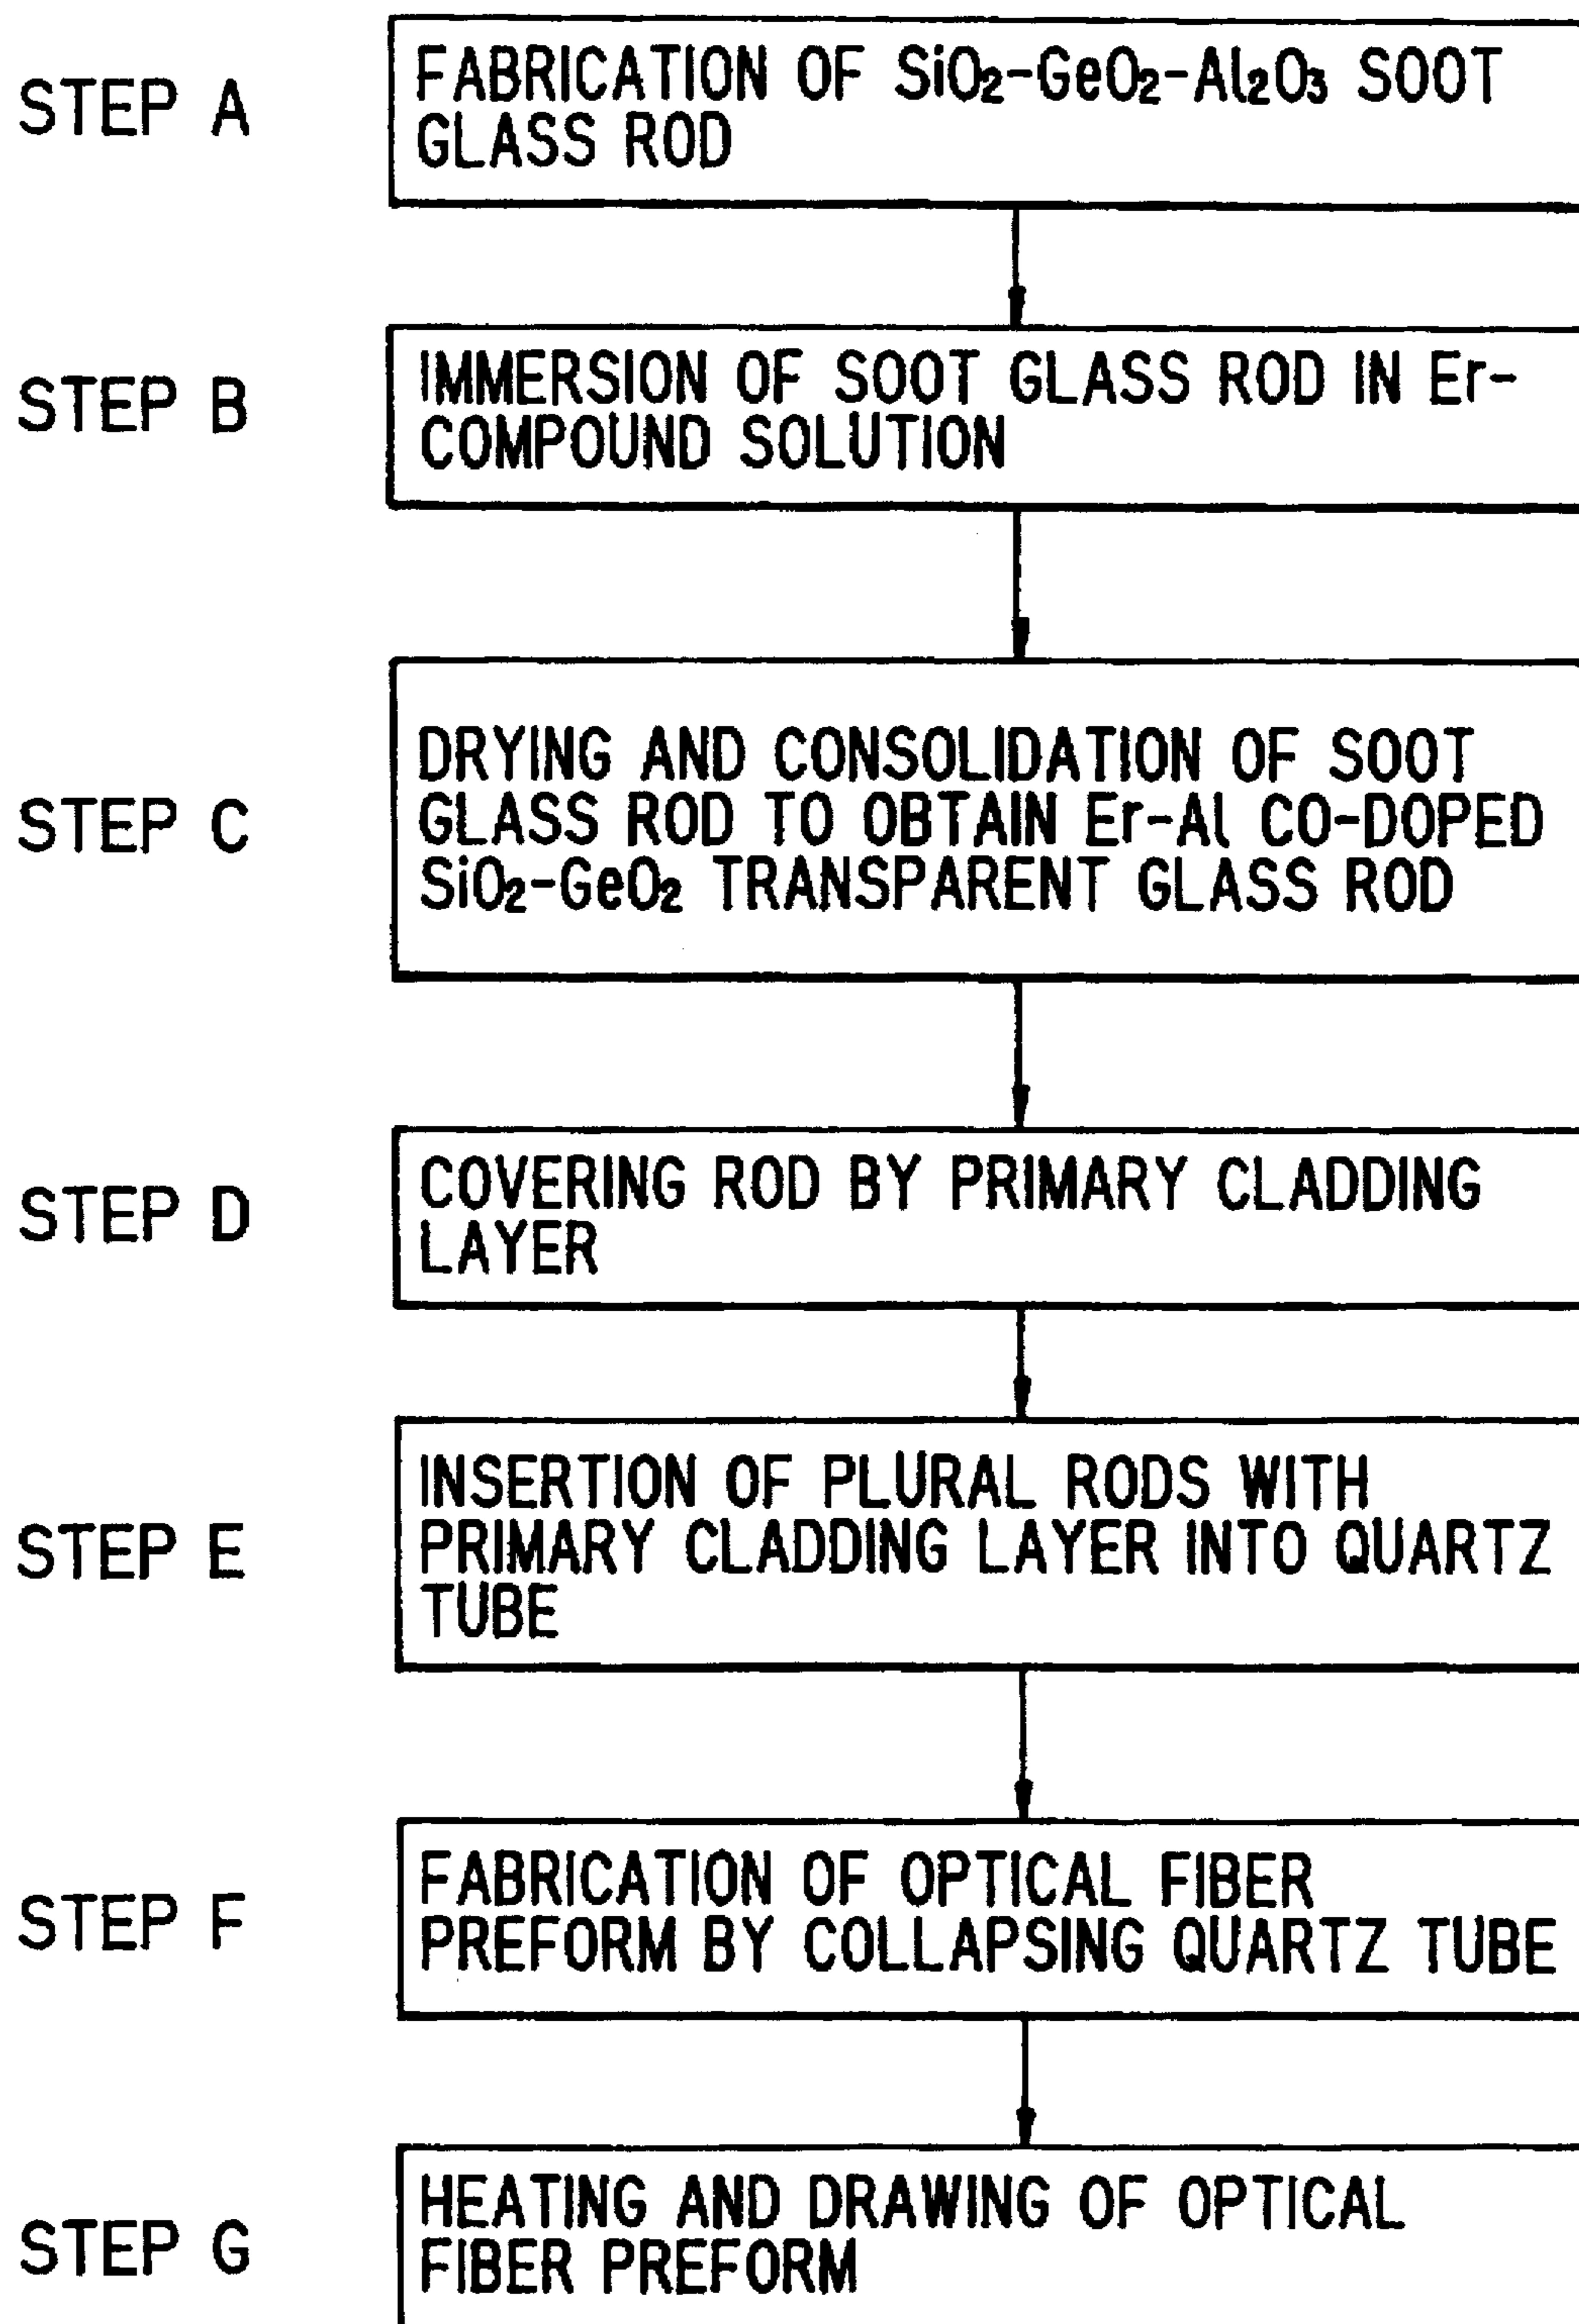 STEP A
FABRICATION OF SiO₂-GeO₂-Al₂O₃ SOOT
GLASS ROD
STEP B
IMMERSION OF SOOT GLASS ROD IN Er-
COMPOUND SOLUTION
STEP C
DRYING AND CONSOLIDATION OF SOOT
GLASS ROD TO OBTAIN Er-Al CO-DOPED
SiO₂-GeO₂ TRANSPARENT GLASS ROD
STEP D
COVERING ROD BY PRIMARY CLADDING
LAYER
STEP E
INSERTION OF PLURAL RODS WITH
PRIMARY CLADDING LAYER INTO QUARTZ
TUBE
STEP F
FABRICATION OF OPTICAL FIBER
PREFORM BY COLLAPSING QUARTZ TUBE
STEP G
HEATING AND DRAWING OF OPTICAL
FIBER PREFORM